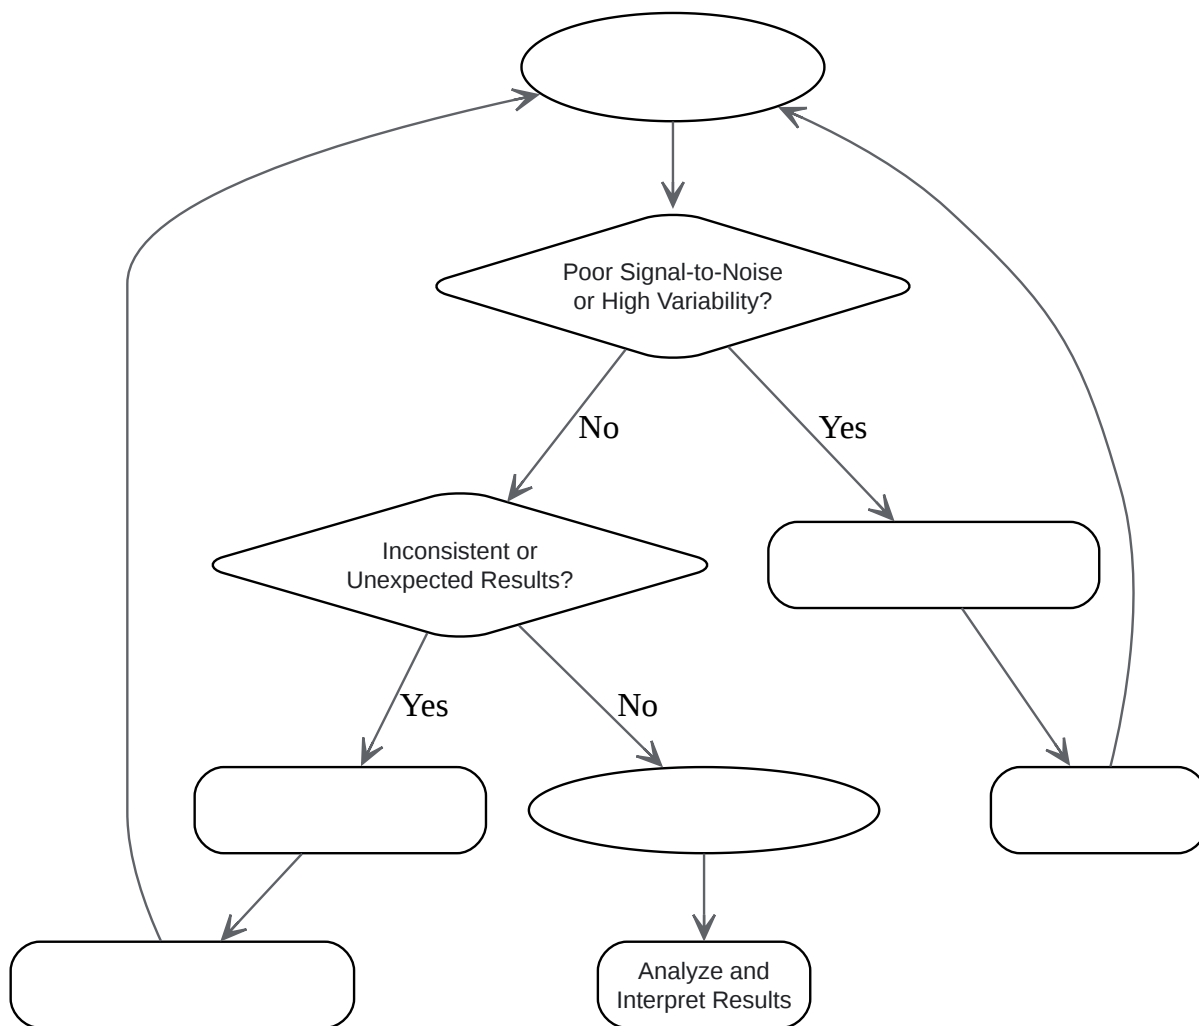 Poor Signal-to-Noise
or High Variability?
No
Yes
Inconsistent or
Unexpected Results?
Yes
No
Analyze and
Interpret Results